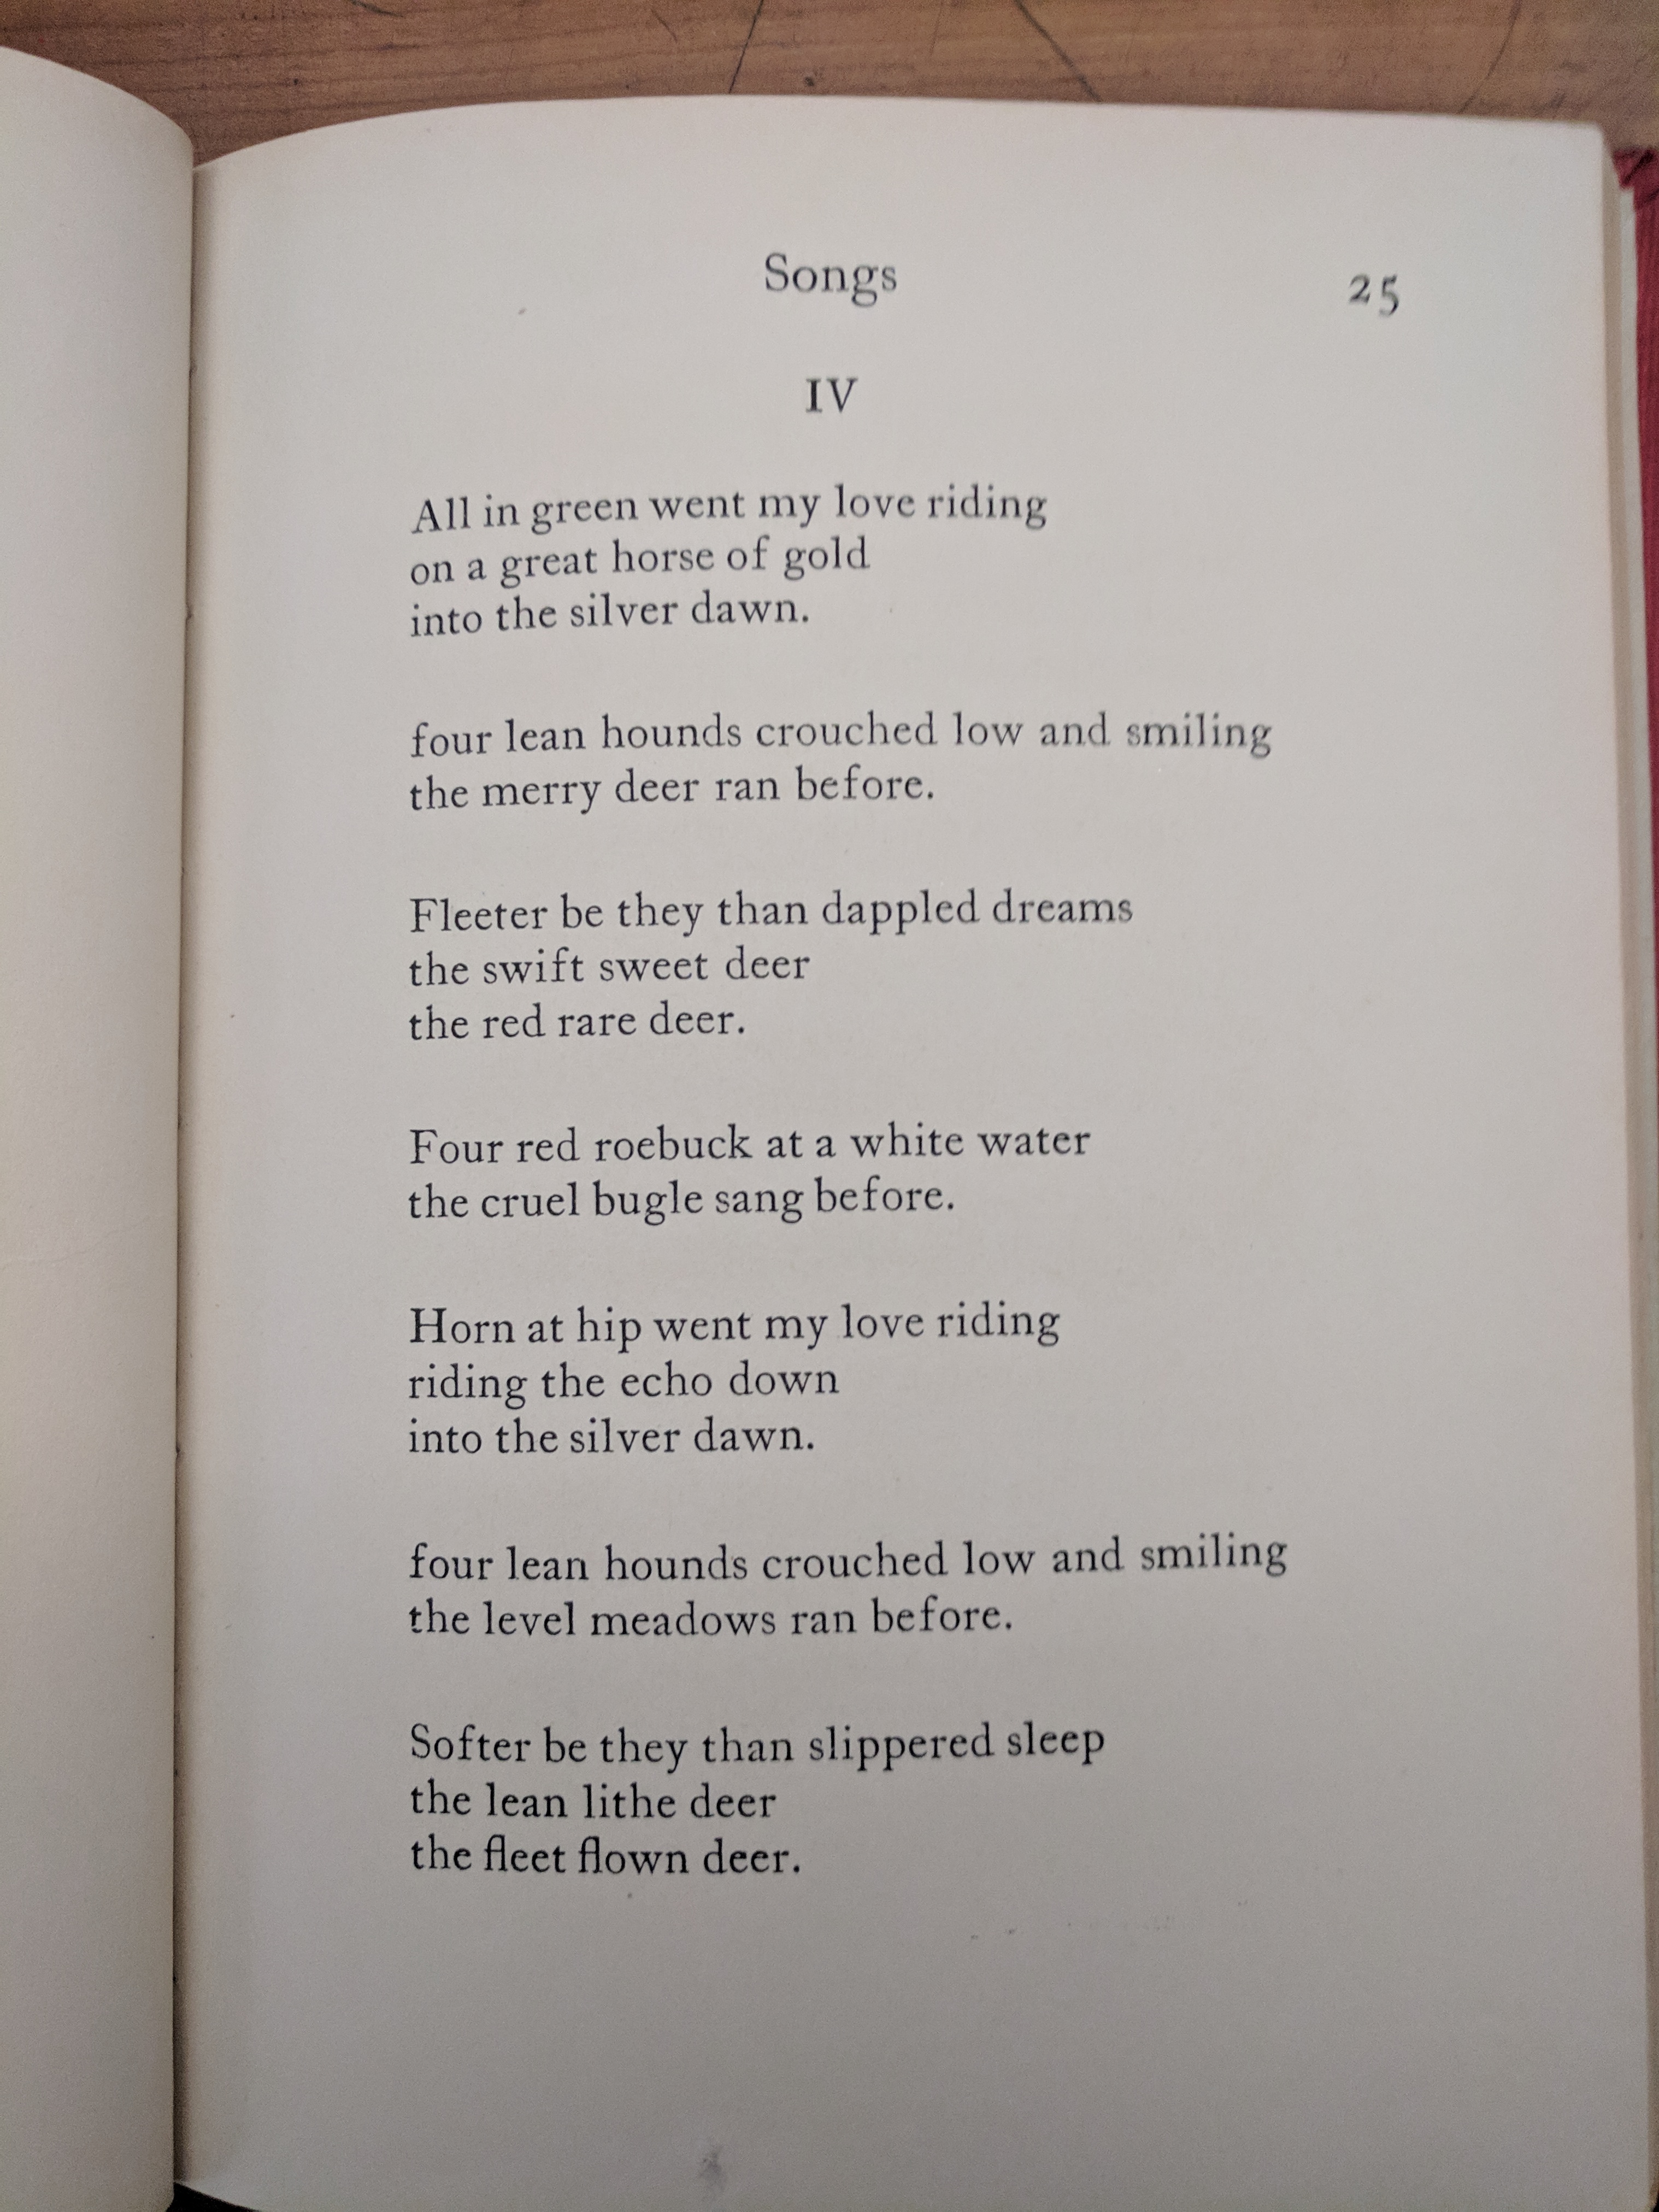 Songs 25
IV
All in green went my love riding
on a great horse of gold
into the silver dawn.
four lean hounds crouched low and smiling
the merry deer ran before.
Fleeter be they than dappled dreams
the swift sweet deer
the red rare deer.
Four red roebuck at a white water
the cruel bugle sang before.
Horn at hip went my love riding
riding the echo down
into the silver dawn.
four lean hounds crouched low and smiling
the level meadows ran before.
Softer be they than slippered sleep
the lean lithe deer
the fleet flown deer.